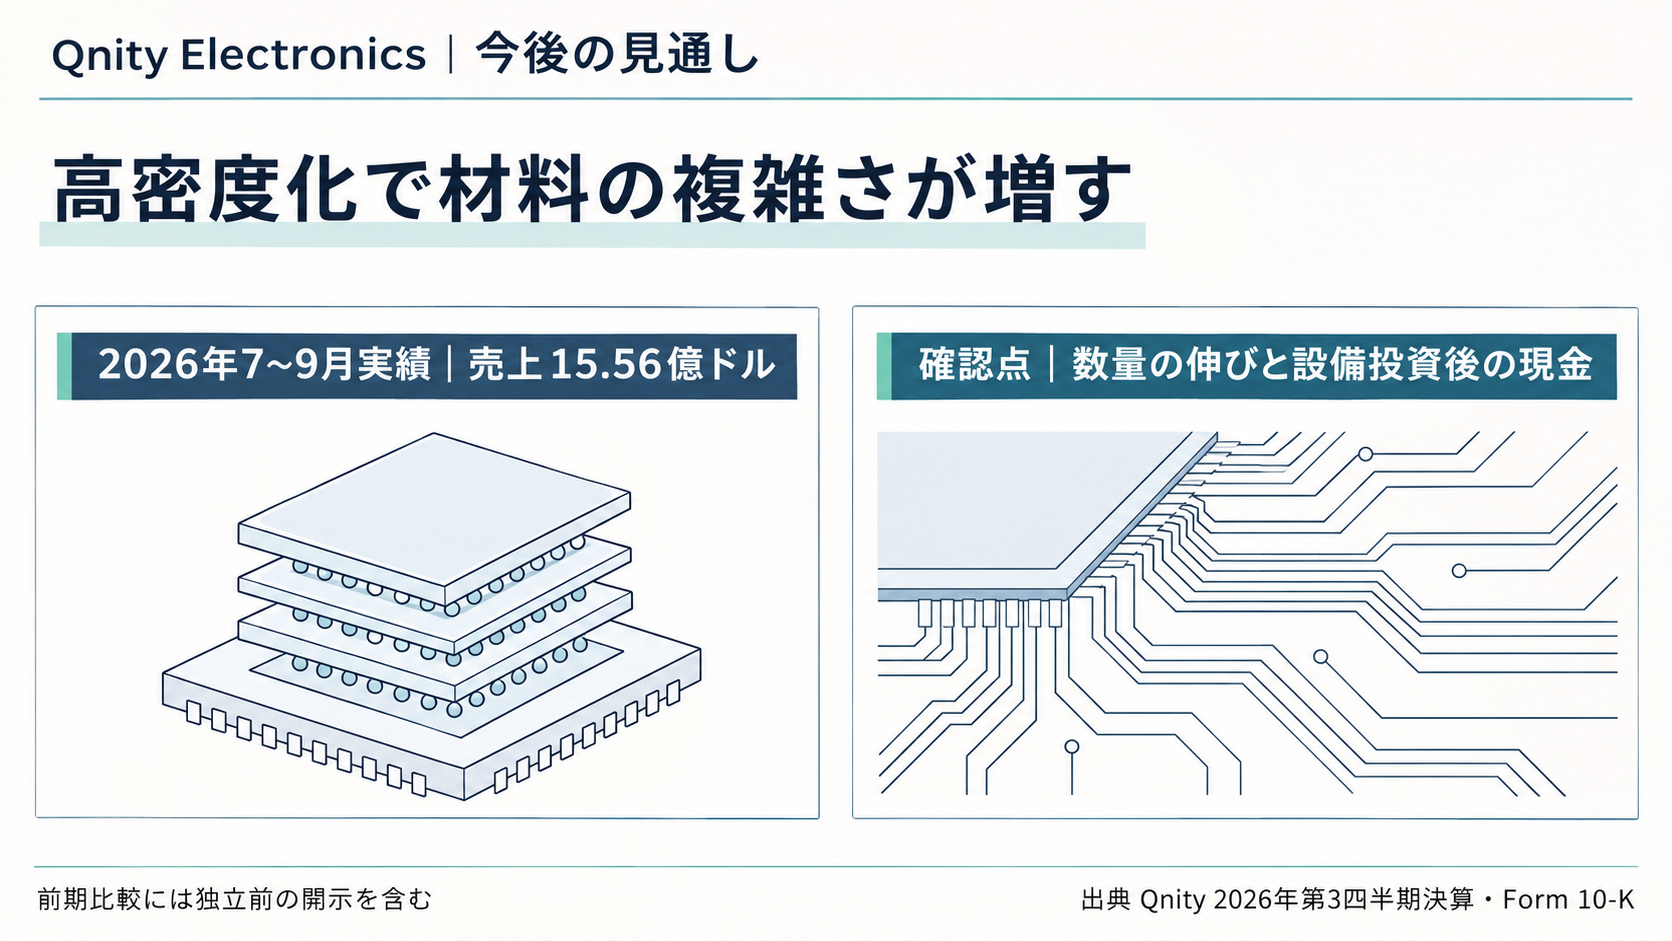 Qnity Electronics｜今後の見通し
高密度化で材料の複雑さが増す
2026年7~9月実績｜売上15.56億ドル
確認点｜数量の伸びと設備投資後の現金
前期比較には独立前の開示を含む
出典 Qnity 2026年第3四半期決算・Form 10-K